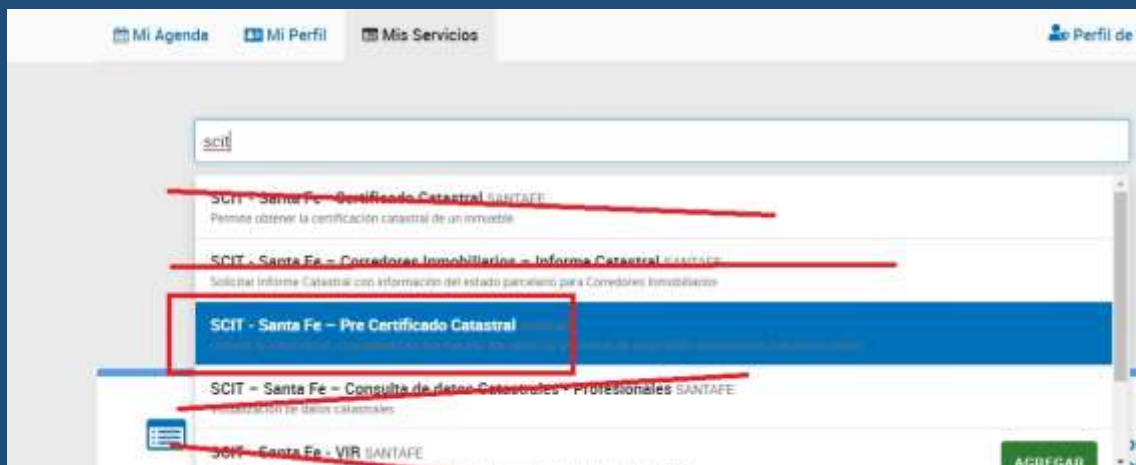 Mi Agenda Mi Perfil Mis Servicios Perfil de
scit
SCIT - Santa Fe - Certificado Catastral SANTAFE
Permite obtener la certificación catastral de un inmueble
SCIT - Santa Fe – Corredores Inmobiliarios – Informe Catastral SANTAFE
Solicitar Informe Catastral con información del estado parcelario para Corredores Inmobiliarios
SCIT - Santa Fe – Pre Certificado Catastral
SCIT – Santa Fe – Consulta de datos Catastrales - Profesionales SANTAFE
Visualización de datos catastrales
SCIT - Santa Fe - VIR SANTAFE
AGREGAR